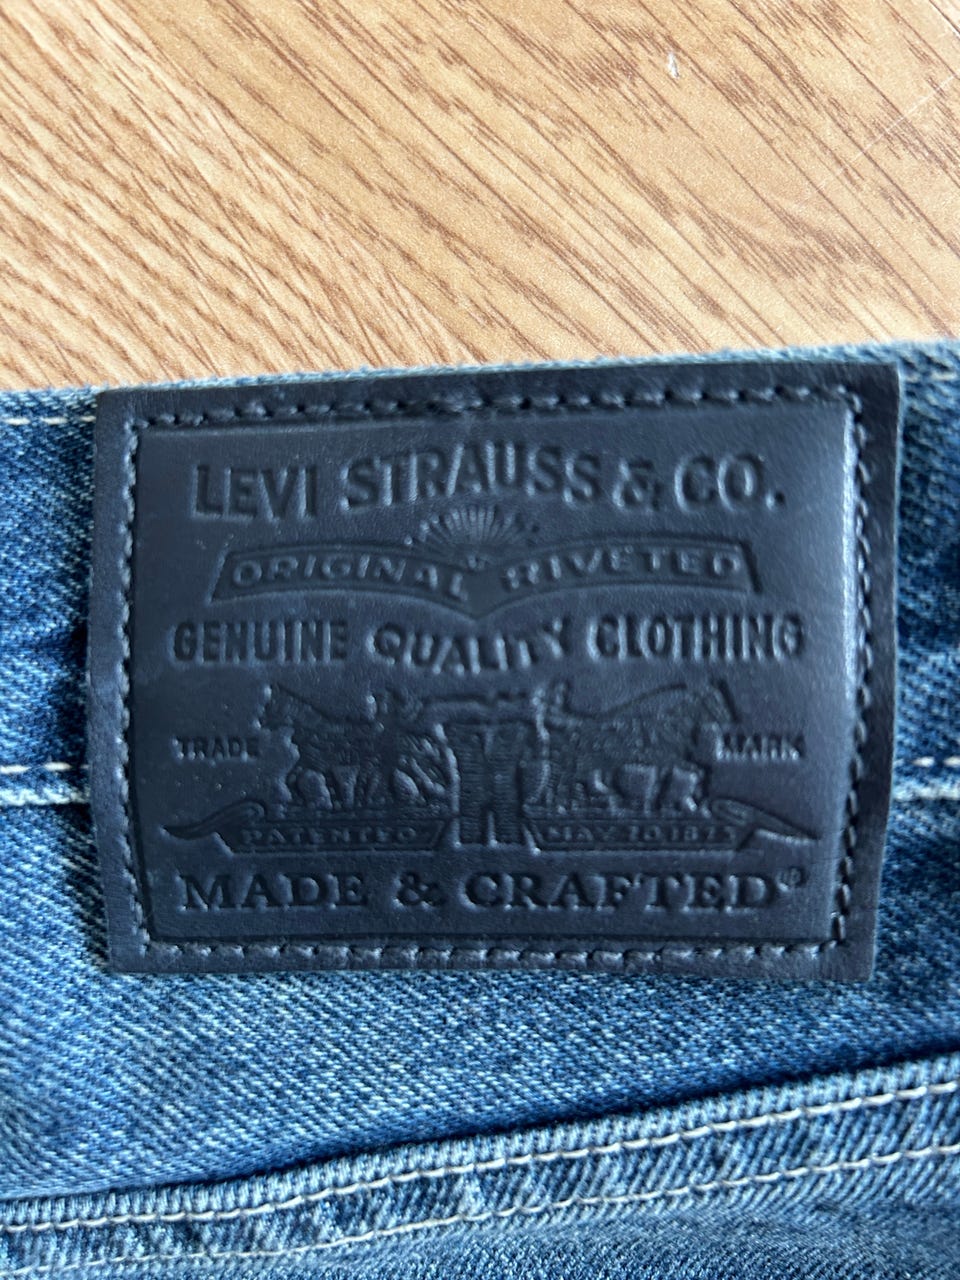 LEVI STRAUSS & CO.
ORIGINAL RIVETED
GENUINE QUALITY CLOTHING
TRADE MARK
PATENTED MAY 20 1873
MADE & CRAFTED®